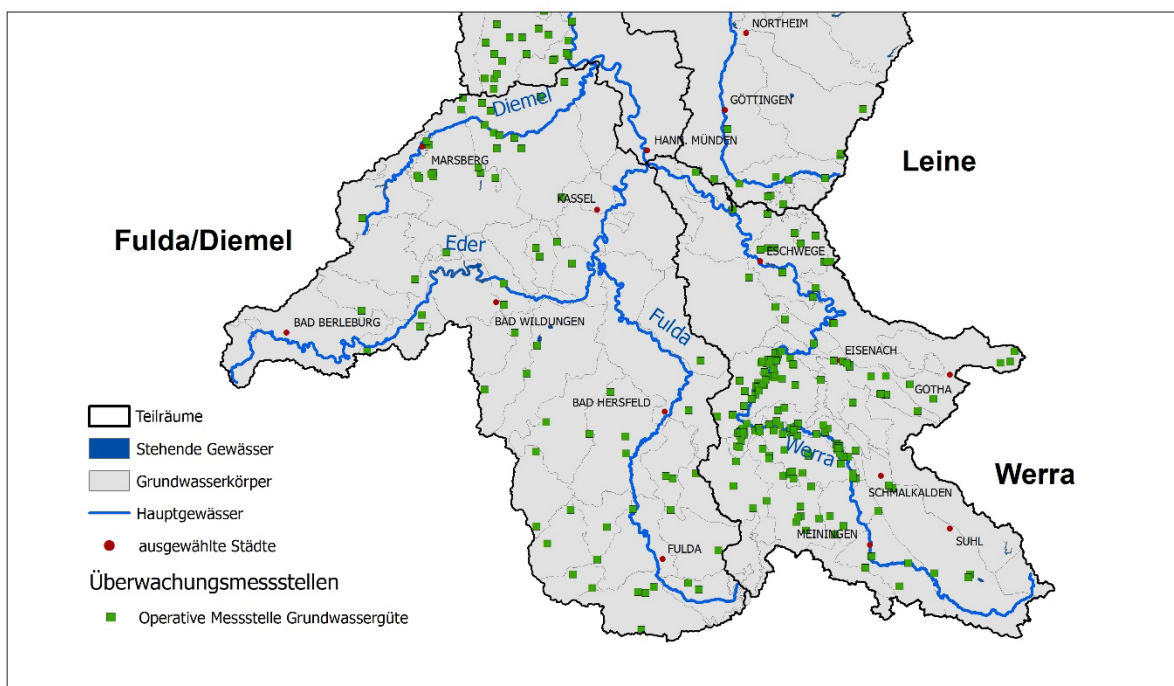 NORTHEIM
GÖTTINGEN
Diemel
HANN. MÜNDEN
MARSBERG
Leine
KASSEL
Fulda/Diemel
Eder
ESCHWEGE
Fulda
BAD BERLEBURG
BAD WILDUNGEN
EISENACH
GOTHA
BAD HERSFELD
Werra
Werra
SCHMALKALDEN
MEININGEN
SUHL
FULDA
Teilräume
Stehende Gewässer
Grundwasserkörper
Hauptgewässer
ausgewählte Städte
Überwachungsmessstellen
Operative Messstelle Grundwassergüte